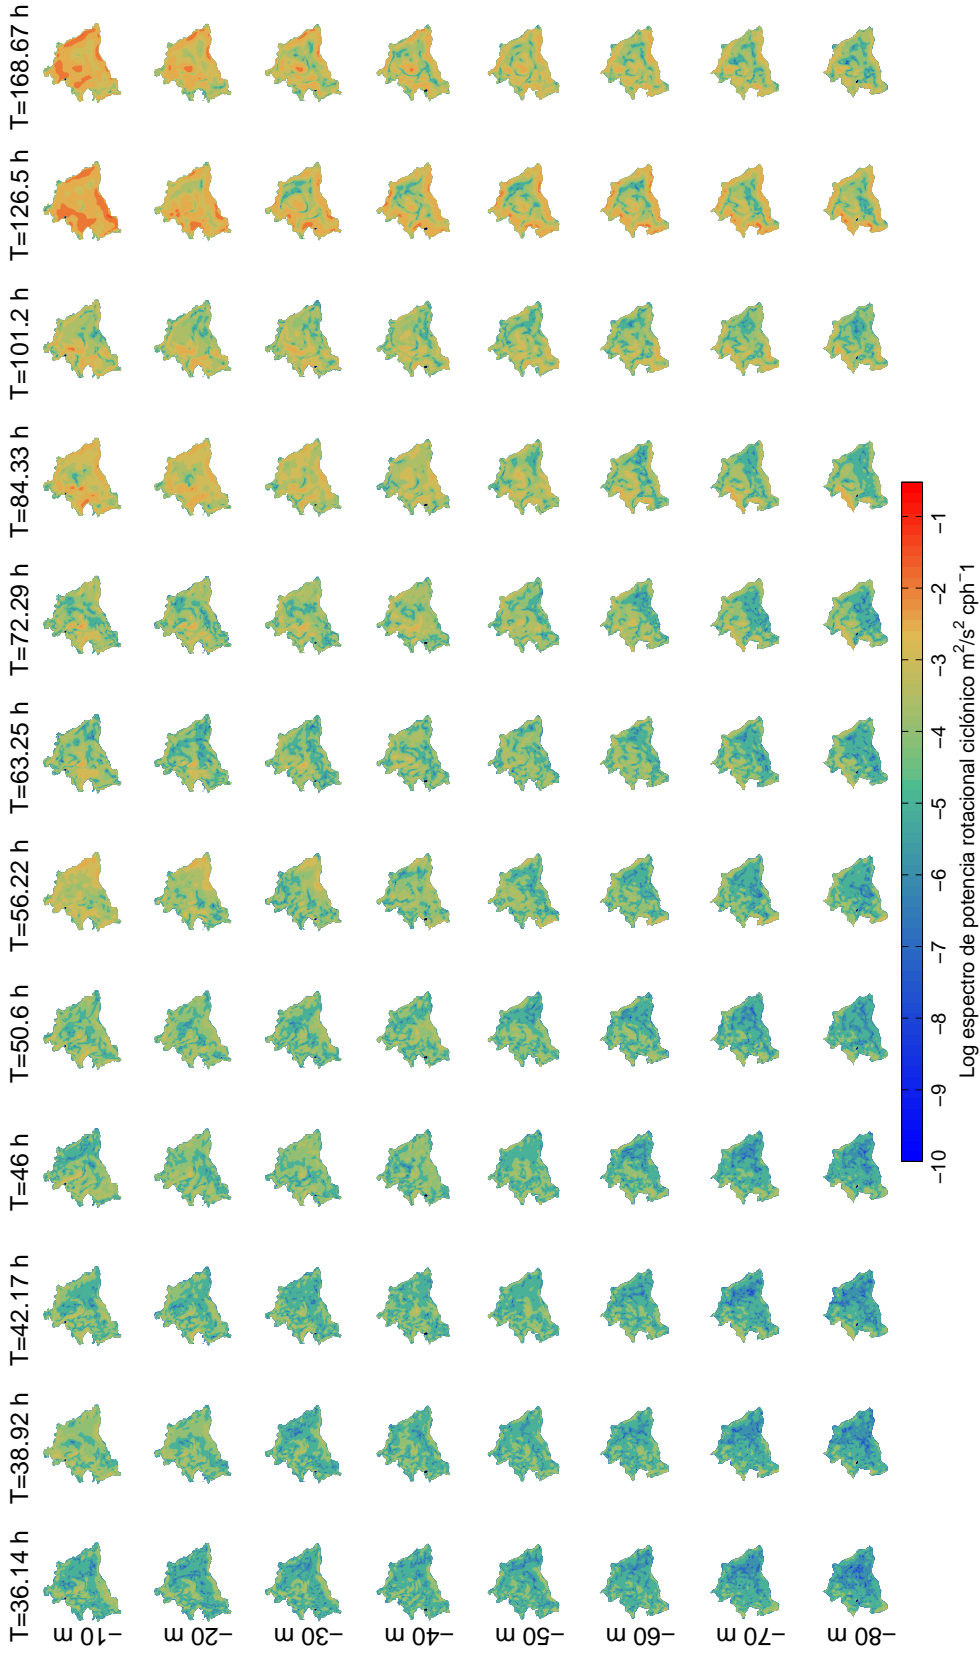 T=36.14 h
T=38.92 h
T=42.17 h
T=46 h
T=50.6 h
T=56.22 h
T=63.25 h
T=72.29 h
T=84.33 h
T=101.2 h
T=126.5 h
T=168.67 h
−10 m
−20 m
−30 m
−40 m
−50 m
−60 m
−70 m
−80 m
−10
−9
−8
−7
−6
−5
−4
−3
−2
−1
Log espectro de potencia rotacional ciclónico m²/s² cph⁻1